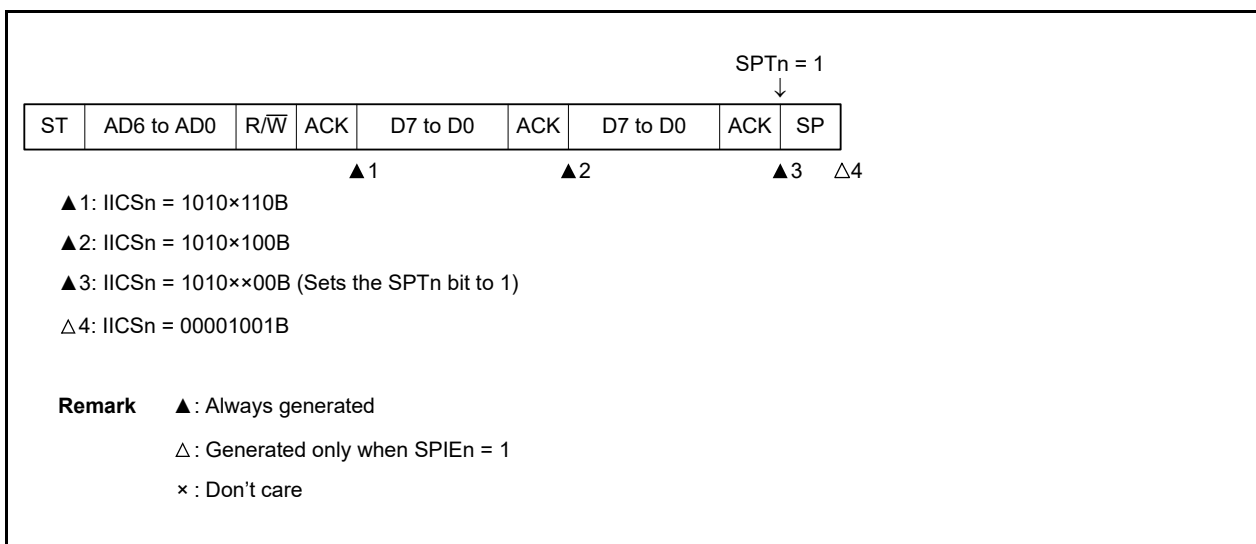 SPTn = 1
↓
ST AD6 to AD0 R/W̅ ACK D7 to D0 ACK D7 to D0 ACK SP
▲1 ▲2 ▲3 △4
▲1: IICSn = 1010×110B
▲2: IICSn = 1010×100B
▲3: IICSn = 1010××00B (Sets the SPTn bit to 1)
△4: IICSn = 00001001B
Remark ▲: Always generated
△: Generated only when SPIEn = 1
× : Don’t care